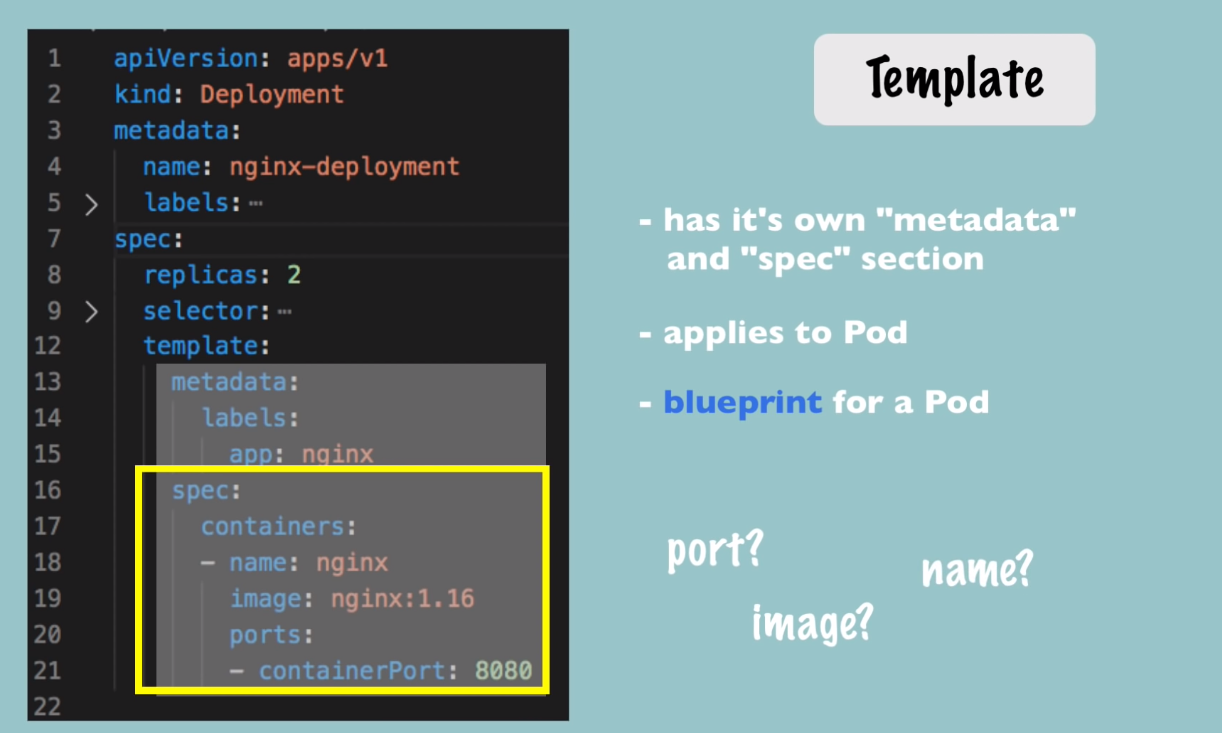 1 apiVersion: apps/v1
2 kind: Deployment
3 metadata:
4 name: nginx-deployment
5 > labels:⋯
7 spec:
8 replicas: 2
9 > selector:⋯
12 template:
13 metadata:
14 labels:
15 app: nginx
16 spec:
17 containers:
18 - name: nginx
19 image: nginx:1.16
20 ports:
21 - containerPort: 8080
22
Template
- has it's own "metadata"
and "spec" section
- applies to Pod
- blueprint for a Pod
port?
name?
image?